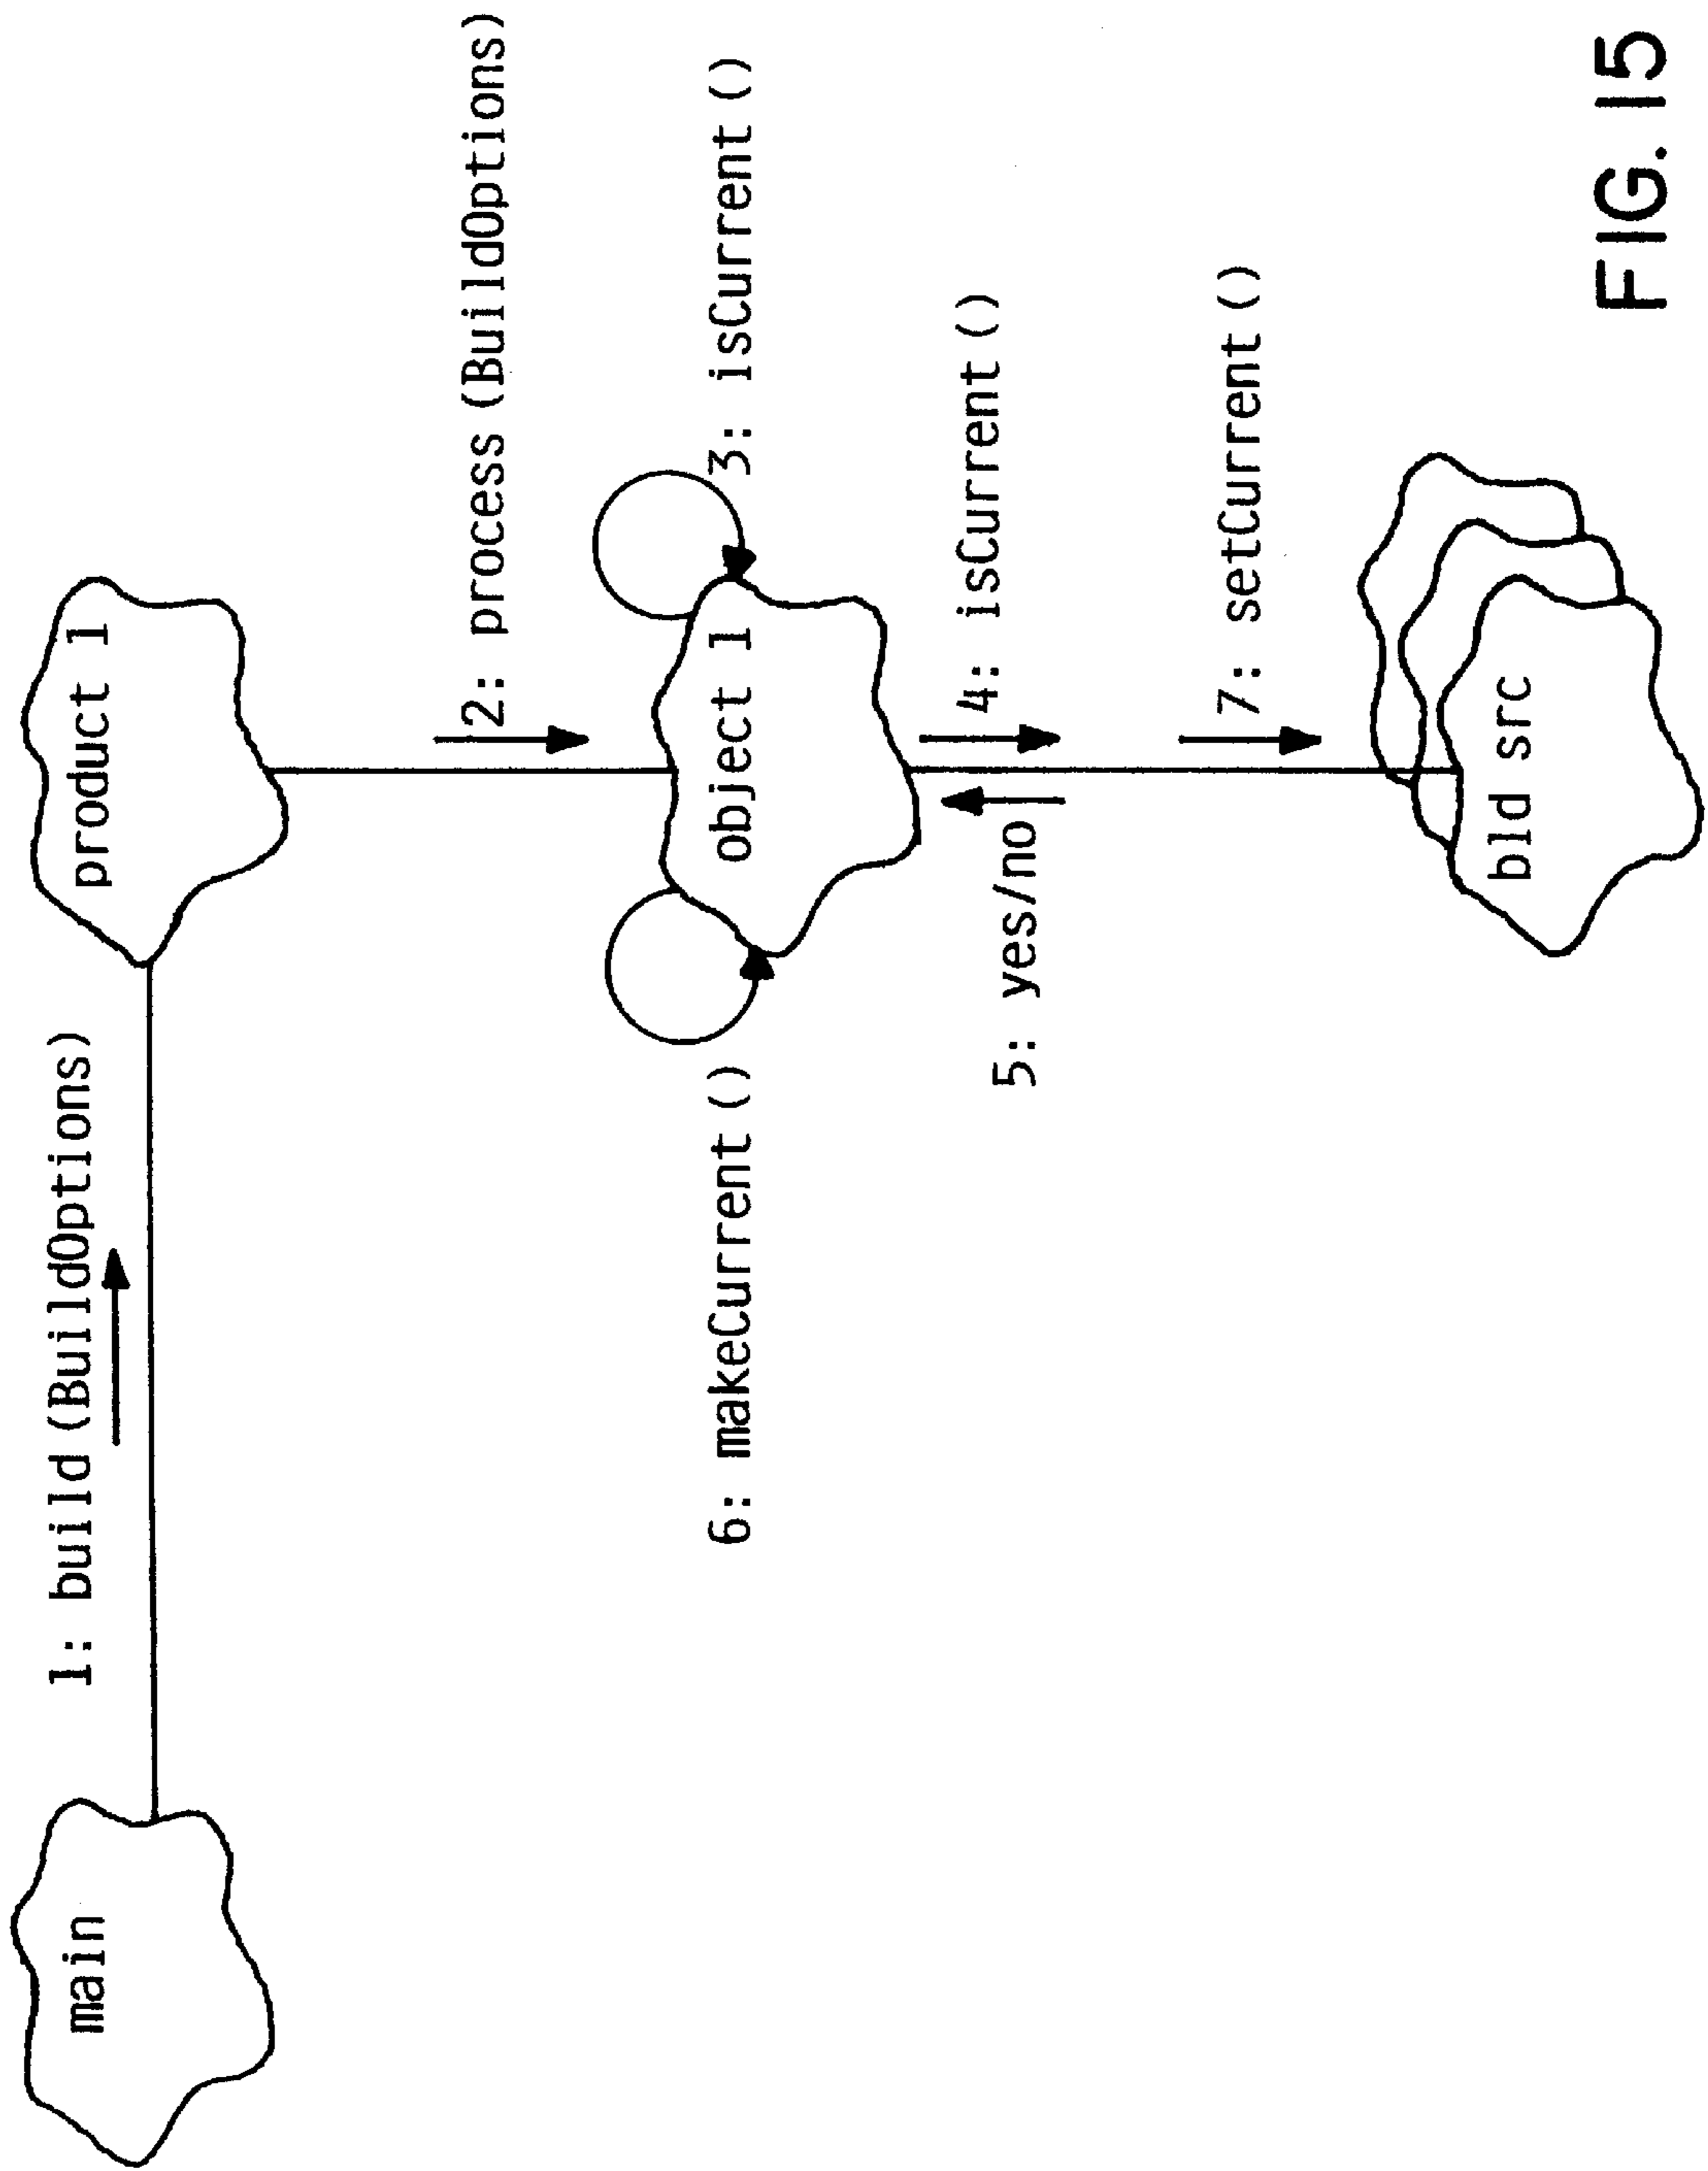 main
1: build (BuildOptions)
product 1
2: process (BuildOptions)
6: makeCurrent ()
object 1
3: isCurrent ()
5: yes/no
4: isCurrent ()
7: setCurrent ()
bld src
FIG. 15